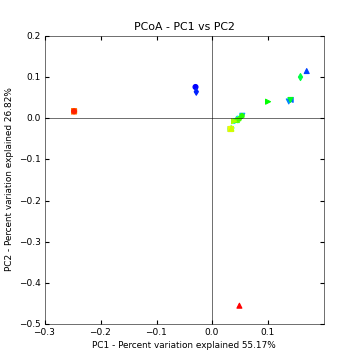 PCoA - PC1 vs PC2
0.2
0.1
0.0
−0.1
−0.2
−0.3
−0.4
−0.5
PC2 - Percent variation explained 26.82%
−0.3 −0.2 −0.1 0.0 0.1
PC1 - Percent variation explained 55.17%